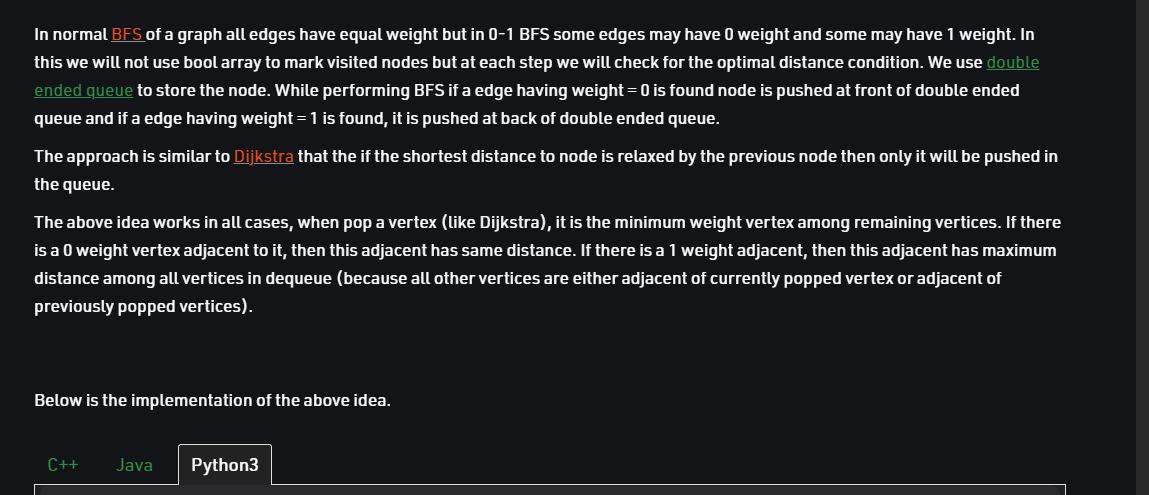 In normal BFS of a graph all edges have equal weight but in 0-1 BFS some edges may have 0 weight and some may have 1 weight. In
this we will not use bool array to mark visited nodes but at each step we will check for the optimal distance condition. We use double
ended queue to store the node. While performing BFS if a edge having weight = 0 is found node is pushed at front of double ended
queue and if a edge having weight = 1 is found, it is pushed at back of double ended queue.
The approach is similar to Dijkstra that the if the shortest distance to node is relaxed by the previous node then only it will be pushed in
the queue.
The above idea works in all cases, when pop a vertex (like Dijkstra), it is the minimum weight vertex among remaining vertices. If there
is a 0 weight vertex adjacent to it, then this adjacent has same distance. If there is a 1 weight adjacent, then this adjacent has maximum
distance among all vertices in dequeue (because all other vertices are either adjacent of currently popped vertex or adjacent of
previously popped vertices).
Below is the implementation of the above idea.
C++ Java Python3